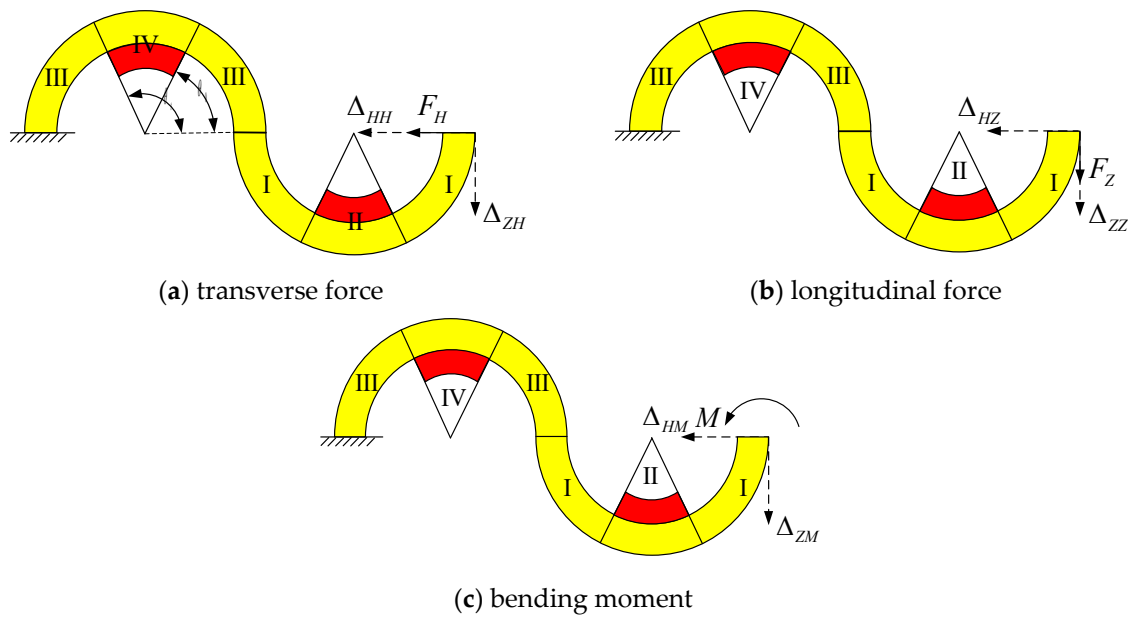 IV
III
III
Δ_HH
F_H
I
II
I
Δ_ZH
(a) transverse force
III
III
IV
Δ_HZ
II
F_Z
I
I
Δ_ZZ
(b) longitudinal force
III
III
IV
Δ_HM
M
II
I
I
Δ_ZM
(c) bending moment